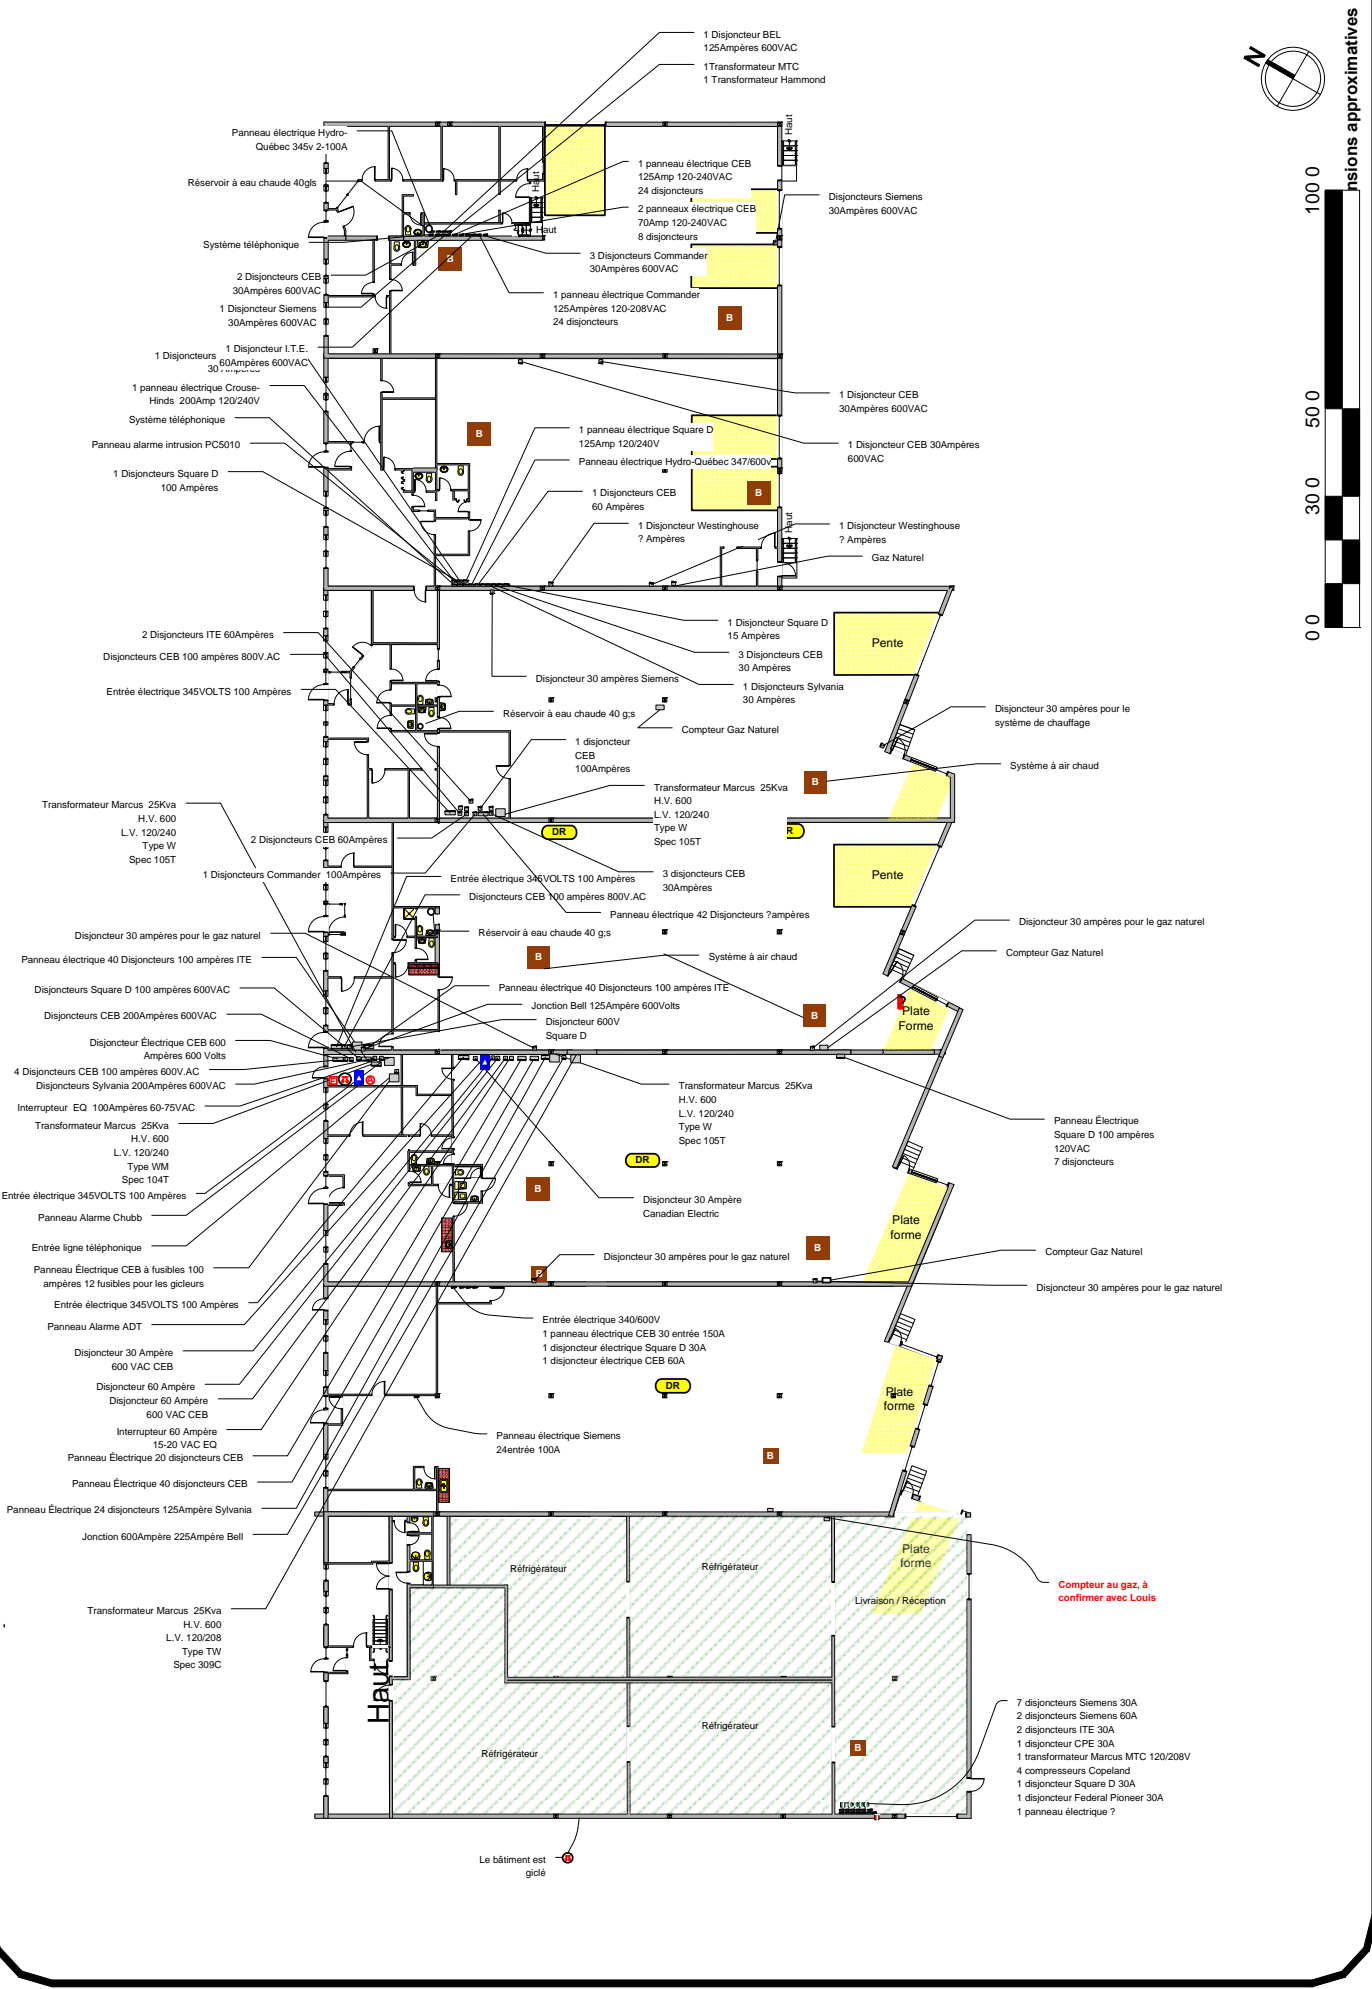 1 Disjoncteur BEL
125Ampères 600VAC
1Transformateur MTC
1 Transformateur Hammond
N
nsions approximatives
100 0
50 0
30 0
0 0
Panneau électrique Hydro-
Québec 345v 2-100A
Réservoir à eau chaude 40gls
Système téléphonique
2 Disjoncteurs CEB
30Ampères 600VAC
1 Disjoncteur Siemens
30Ampères 600VAC
1 Disjoncteur I.T.E.
60Ampères 600VAC
1 Disjoncteurs
30 Ampères
1 panneau électrique Crouse-
Hinds 200Amp 120/240V
Système téléphonique
Panneau alarme intrusion PC5010
1 Disjoncteurs Square D
100 Ampères
Haut
Haut
Haut
1 panneau électrique CEB
125Amp 120-240VAC
24 disjoncteurs
2 panneaux électrique CEB
70Amp 120-240VAC
8 disjoncteurs
3 Disjoncteurs Commander
30Ampères 600VAC
1 panneau électrique Commander
125Ampères 120-208VAC
24 disjoncteurs
Disjoncteurs Siemens
30Ampères 600VAC
B
B
1 Disjoncteur CEB
30Ampères 600VAC
1 Disjoncteur CEB 30Ampères
600VAC
1 panneau électrique Square D
125Amp 120/240V
Panneau électrique Hydro-Québec 347/600v
1 Disjoncteurs CEB
60 Ampères
1 Disjoncteur Westinghouse
? Ampères
1 Disjoncteur Westinghouse
? Ampères
Gaz Naturel
Haut
B
B
2 Disjoncteurs ITE 60Ampères
Disjoncteurs CEB 100 ampères 800V.AC
Entrée électrique 345VOLTS 100 Ampères
1 Disjoncteur Square D
15 Ampères
3 Disjoncteurs CEB
30 Ampères
1 Disjoncteurs Sylvania
30 Ampères
Disjoncteur 30 ampères Siemens
Réservoir à eau chaude 40 g;s
Compteur Gaz Naturel
1 disjoncteur
CEB
100Ampères
Pente
Disjoncteur 30 ampères pour le
système de chauffage
Système à air chaud
B
Transformateur Marcus 25Kva
H.V. 600
L.V. 120/240
Type W
Spec 105T
Transformateur Marcus 25Kva
H.V. 600
L.V. 120/240
Type W
Spec 105T
2 Disjoncteurs CEB 60Ampères
DR
R
1 Disjoncteurs Commander 100Ampères
Entrée électrique 345VOLTS 100 Ampères
Disjoncteurs CEB 100 ampères 800V.AC
3 disjoncteurs CEB
30Ampères
Panneau électrique 42 Disjoncteurs ?ampères
Pente
Disjoncteur 30 ampères pour le gaz naturel
Compteur Gaz Naturel
Réservoir à eau chaude 40 g;s
Système à air chaud
B
B
Disjoncteur 30 ampères pour le gaz naturel
Panneau électrique 40 Disjoncteurs 100 ampères ITE
Disjoncteurs Square D 100 ampères 600VAC
Disjoncteurs CEB 200Ampères 600VAC
Disjoncteur Électrique CEB 600
Ampères 600 Volts
4 Disjoncteurs CEB 100 ampères 600V.AC
Disjoncteurs Sylvania 200Ampères 600VAC
Interrupteur EQ 100Ampères 60-75VAC
Transformateur Marcus 25Kva
H.V. 600
L.V. 120/240
Type WM
Spec 104T
Entrée électrique 345VOLTS 100 Ampères
Panneau Alarme Chubb
Entrée ligne téléphonique
Panneau Électrique CEB à fusibles 100
ampères 12 fusibles pour les gicleurs
Entrée électrique 345VOLTS 100 Ampères
Panneau Alarme ADT
Disjoncteur 30 Ampère
600 VAC CEB
Disjoncteur 60 Ampère
Disjoncteur 60 Ampère
600 VAC CEB
Interrupteur 60 Ampère
15-20 VAC EQ
Panneau Électrique 20 disjoncteurs CEB
Panneau Électrique 40 disjoncteurs CEB
Panneau Électrique 24 disjoncteurs 125Ampère Sylvania
Jonction 600Ampère 225Ampère Bell
Transformateur Marcus 25Kva
H.V. 600
L.V. 120/208
Type TW
Spec 309C
Panneau électrique 40 Disjoncteurs 100 ampères ITE
Jonction Bell 125Ampère 600Volts
Disjoncteur 600V
Square D
?
Plate
Forme
Transformateur Marcus 25Kva
H.V. 600
L.V. 120/240
Type W
Spec 105T
Panneau Électrique
Square D 100 ampères
120VAC
7 disjoncteurs
DR
B
Disjoncteur 30 Ampère
Canadian Electric
Plate
forme
B
Disjoncteur 30 ampères pour le gaz naturel
B
Compteur Gaz Naturel
Disjoncteur 30 ampères pour le gaz naturel
Entrée électrique 340/600V
1 panneau électrique CEB 30 entrée 150A
1 disjoncteur électrique Square D 30A
1 disjoncteur électrique CEB 60A
DR
Plate
forme
Panneau électrique Siemens
24entrée 100A
B
Réfrigérateur
Réfrigérateur
Plate
forme
Livraison / Réception
Compteur au gaz, à
confirmer avec Louis
Haut
Réfrigérateur
Réfrigérateur
B
7 disjoncteurs Siemens 30A
2 disjoncteurs Siemens 60A
2 disjoncteurs ITE 30A
1 disjoncteur CPE 30A
1 transformateur Marcus MTC 120/208V
4 compresseurs Copeland
1 disjoncteur Square D 30A
1 disjoncteur Federal Pioneer 30A
1 panneau électrique ?
Le bâtiment est
giclé